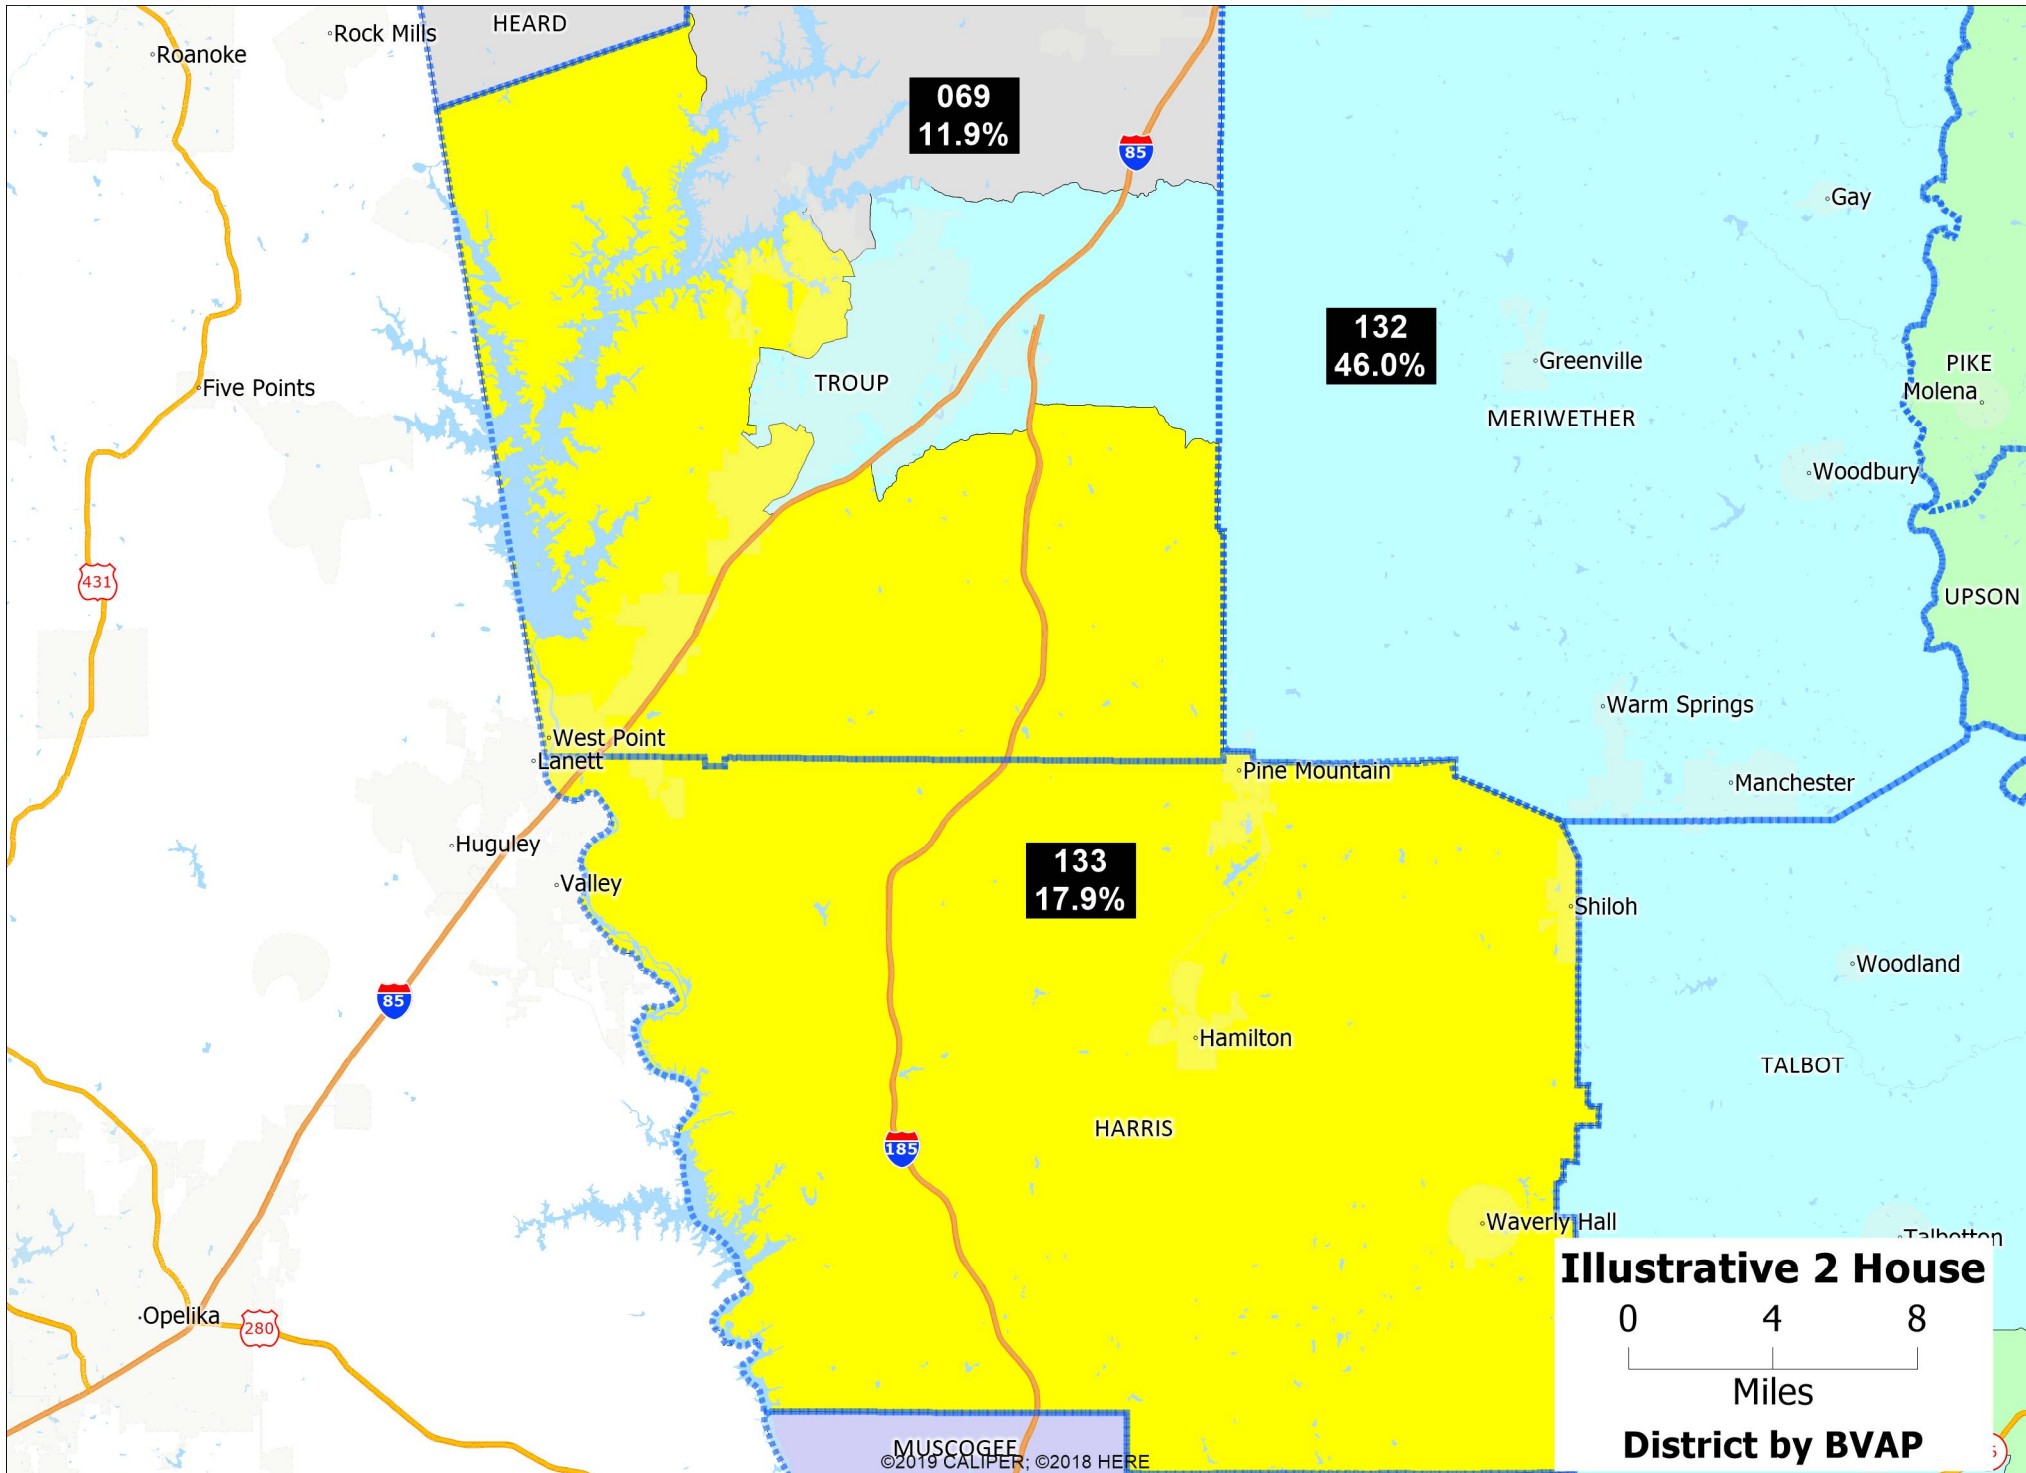 HEARD
Rock Mills
Roanoke
069
11.9%
85
Gay
132
46.0%
PIKE
Greenville
Molena
TROUP
Five Points
MERIWETHER
Woodbury
431
UPSON
Warm Springs
West Point
Lanett
Pine Mountain
Manchester
Huguley
133
17.9%
Valley
Shiloh
Woodland
85
Hamilton
TALBOT
HARRIS
185
Waverly Hall
Talbotton
Illustrative 2 House
0 4 8
Miles
District by BVAP
Opelika
280
MUSCOGEE
©2019 CALIPER; ©2018 HERE